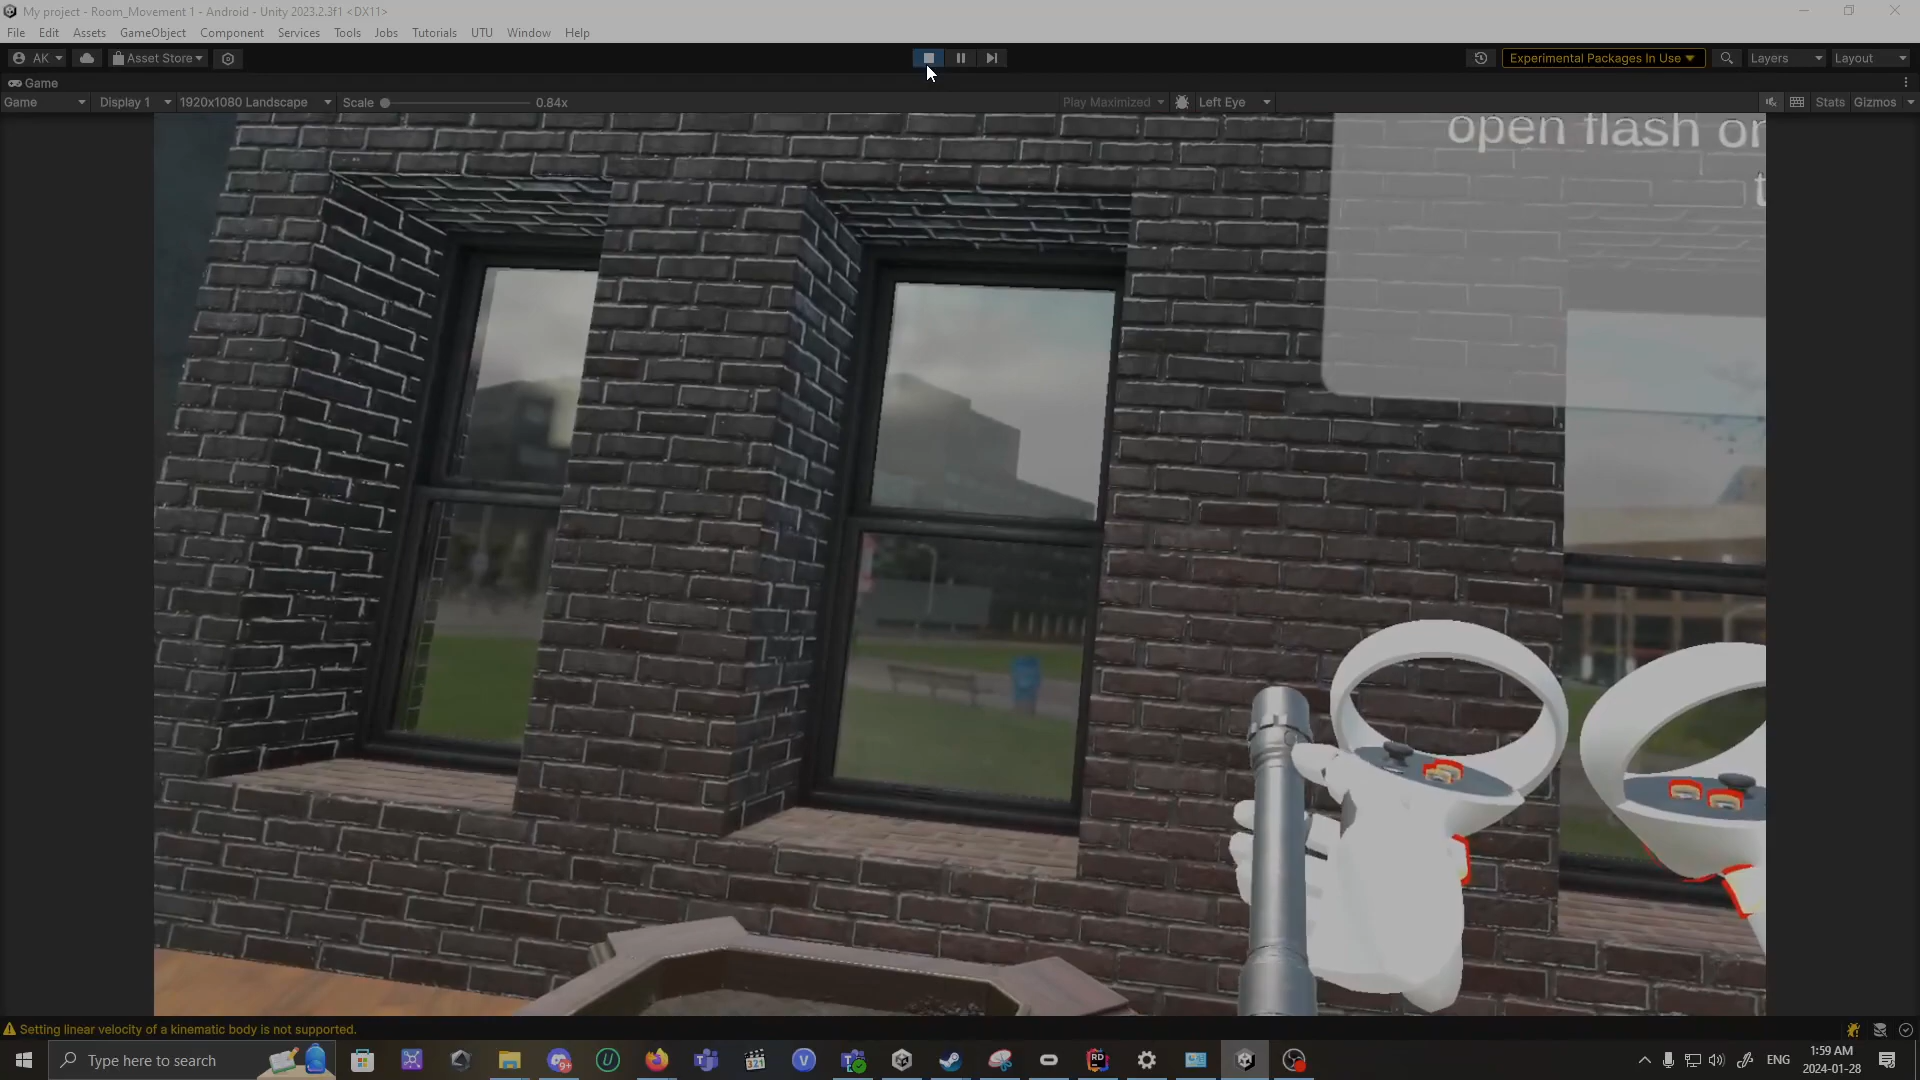 My project - Room_Movement 1 - Android - Unity 2023.2.3f1 <DX11>
File Edit Assets GameObject Component Services Tools Jobs Tutorials UTU Window Help
AK Asset Store Experimental Packages In Use Layers Layout
Game
Game Display 1 1920x1080 Landscape Scale 0.84x Play Maximized Left Eye Stats Gizmos
open flash
Setting linear velocity of a kinematic body is not supported.
Type here to search 9+ 321 RD ENG 1:59 AM
2024-01-28